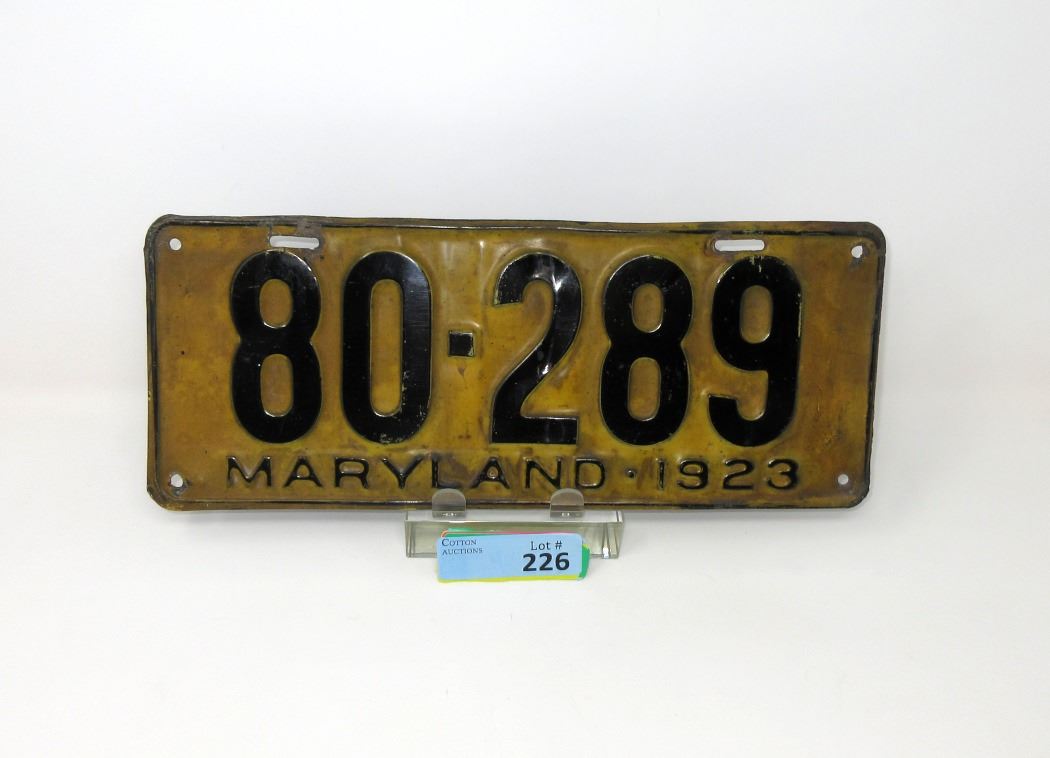 80-289
MARYLAND·1923
COTTON
AUCTIONS
Lot #
226